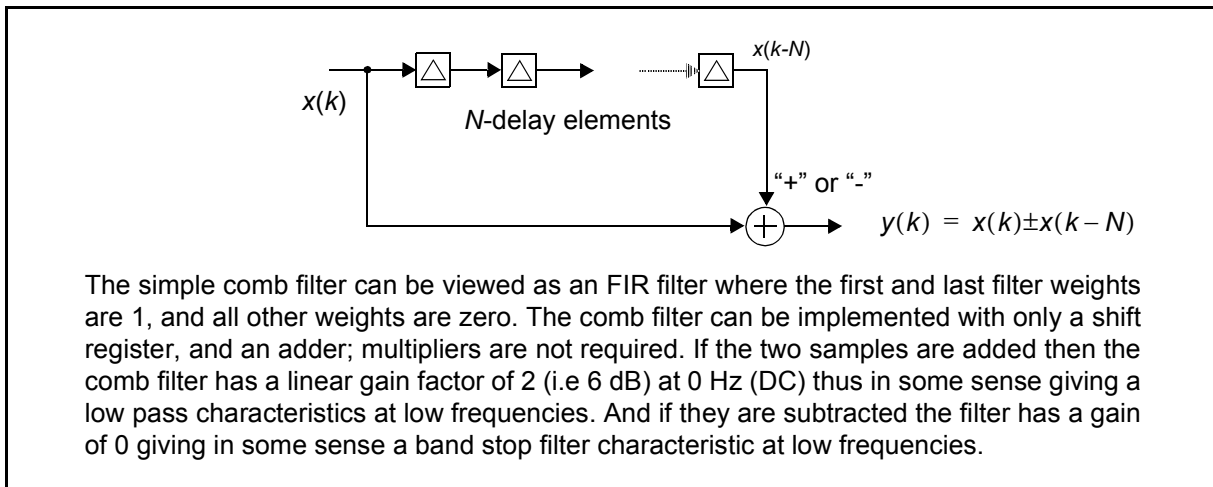 x(k-N)
x(k)
N-delay elements
“+” or “-”
y(k) = x(k)±x(k – N)
The simple comb filter can be viewed as an FIR filter where the first and last filter weights
are 1, and all other weights are zero. The comb filter can be implemented with only a shift
register, and an adder; multipliers are not required. If the two samples are added then the
comb filter has a linear gain factor of 2 (i.e 6 dB) at 0 Hz (DC) thus in some sense giving a
low pass characteristics at low frequencies. And if they are subtracted the filter has a gain
of 0 giving in some sense a band stop filter characteristic at low frequencies.